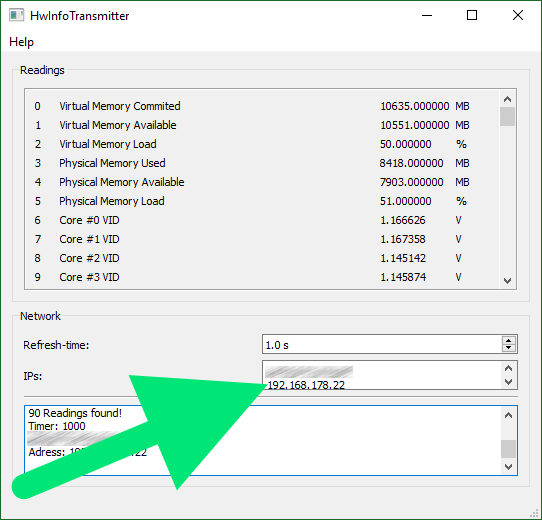 HwInfoTransmitter
Help
Readings
0 Virtual Memory Commited 10635.000000 MB
1 Virtual Memory Available 10551.000000 MB
2 Virtual Memory Load 50.000000 %
3 Physical Memory Used 8418.000000 MB
4 Physical Memory Available 7903.000000 MB
5 Physical Memory Load 51.000000 %
6 Core #0 VID 1.166626 V
7 Core #1 VID 1.167358 V
8 Core #2 VID 1.145142 V
9 Core #3 VID 1.145874 V
Network
Refresh-time: 1.0 s
IPs:
192.168.178.22
90 Readings found!
Timer: 1000
Adress: